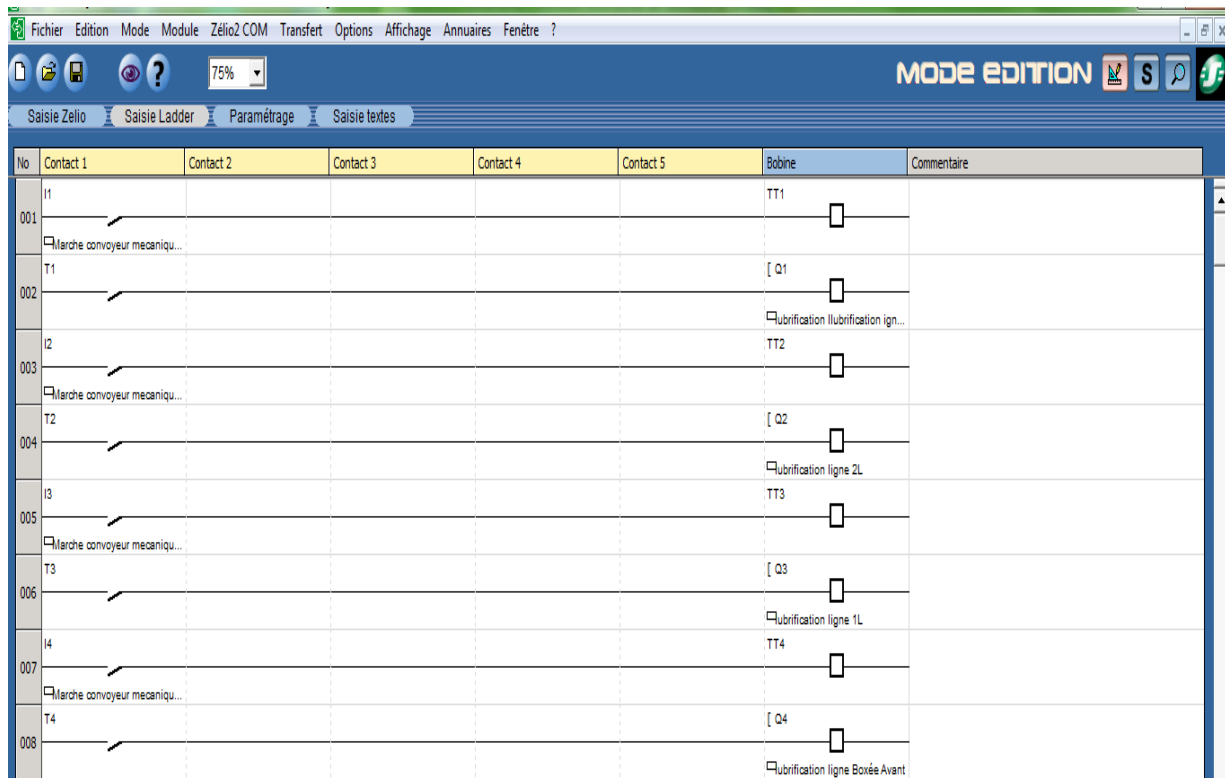 Fichier Edition Mode Module Zélio2 COM Transfert Options Affichage Annuaires Fenêtre ?
75%
MODE EDITION
S
Saisie Zelio Saisie Ladder Paramétrage Saisie textes
No Contact 1 Contact 2 Contact 3 Contact 4 Contact 5 Bobine Commentaire
I1 TT1
001
Marche convoyeur mecaniqu...
T1 [ Q1
002
ubrification llubrification ign...
I2 TT2
003
Marche convoyeur mecaniqu...
T2 [ Q2
004
ubrification ligne 2L
I3 TT3
005
Marche convoyeur mecaniqu...
T3 [ Q3
006
ubrification ligne 1L
I4 TT4
007
Marche convoyeur mecaniqu...
T4 [ Q4
008
ubrification ligne Boxée Avant